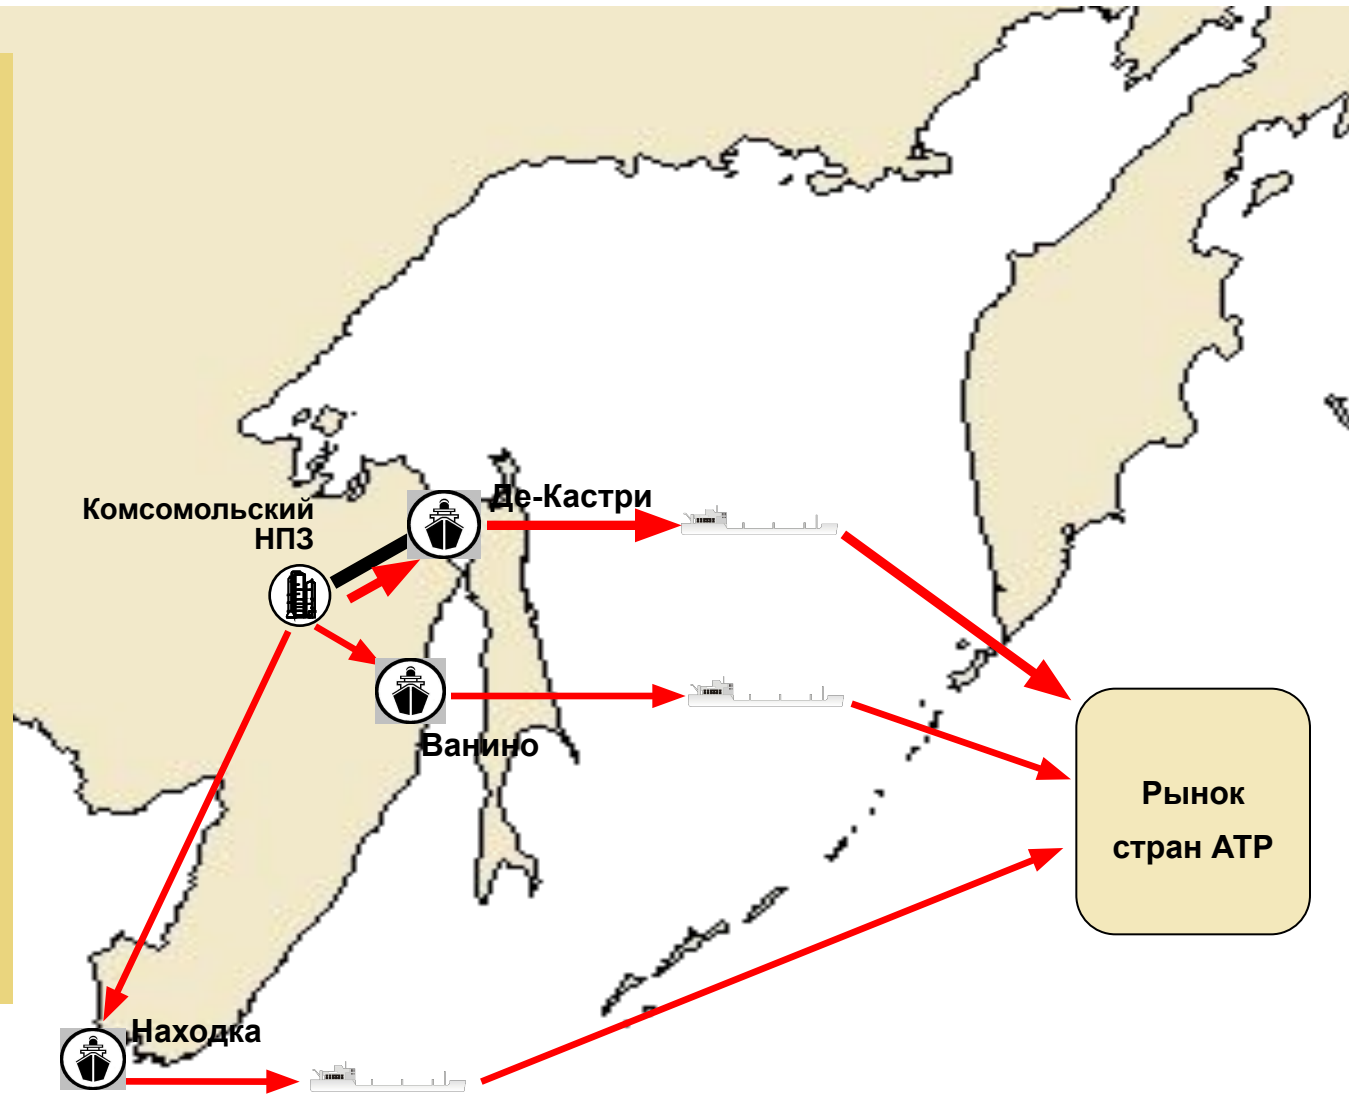 Де-Кастри
Комсомольский
НПЗ
Ванино
Рынок
стран АТР
Находка